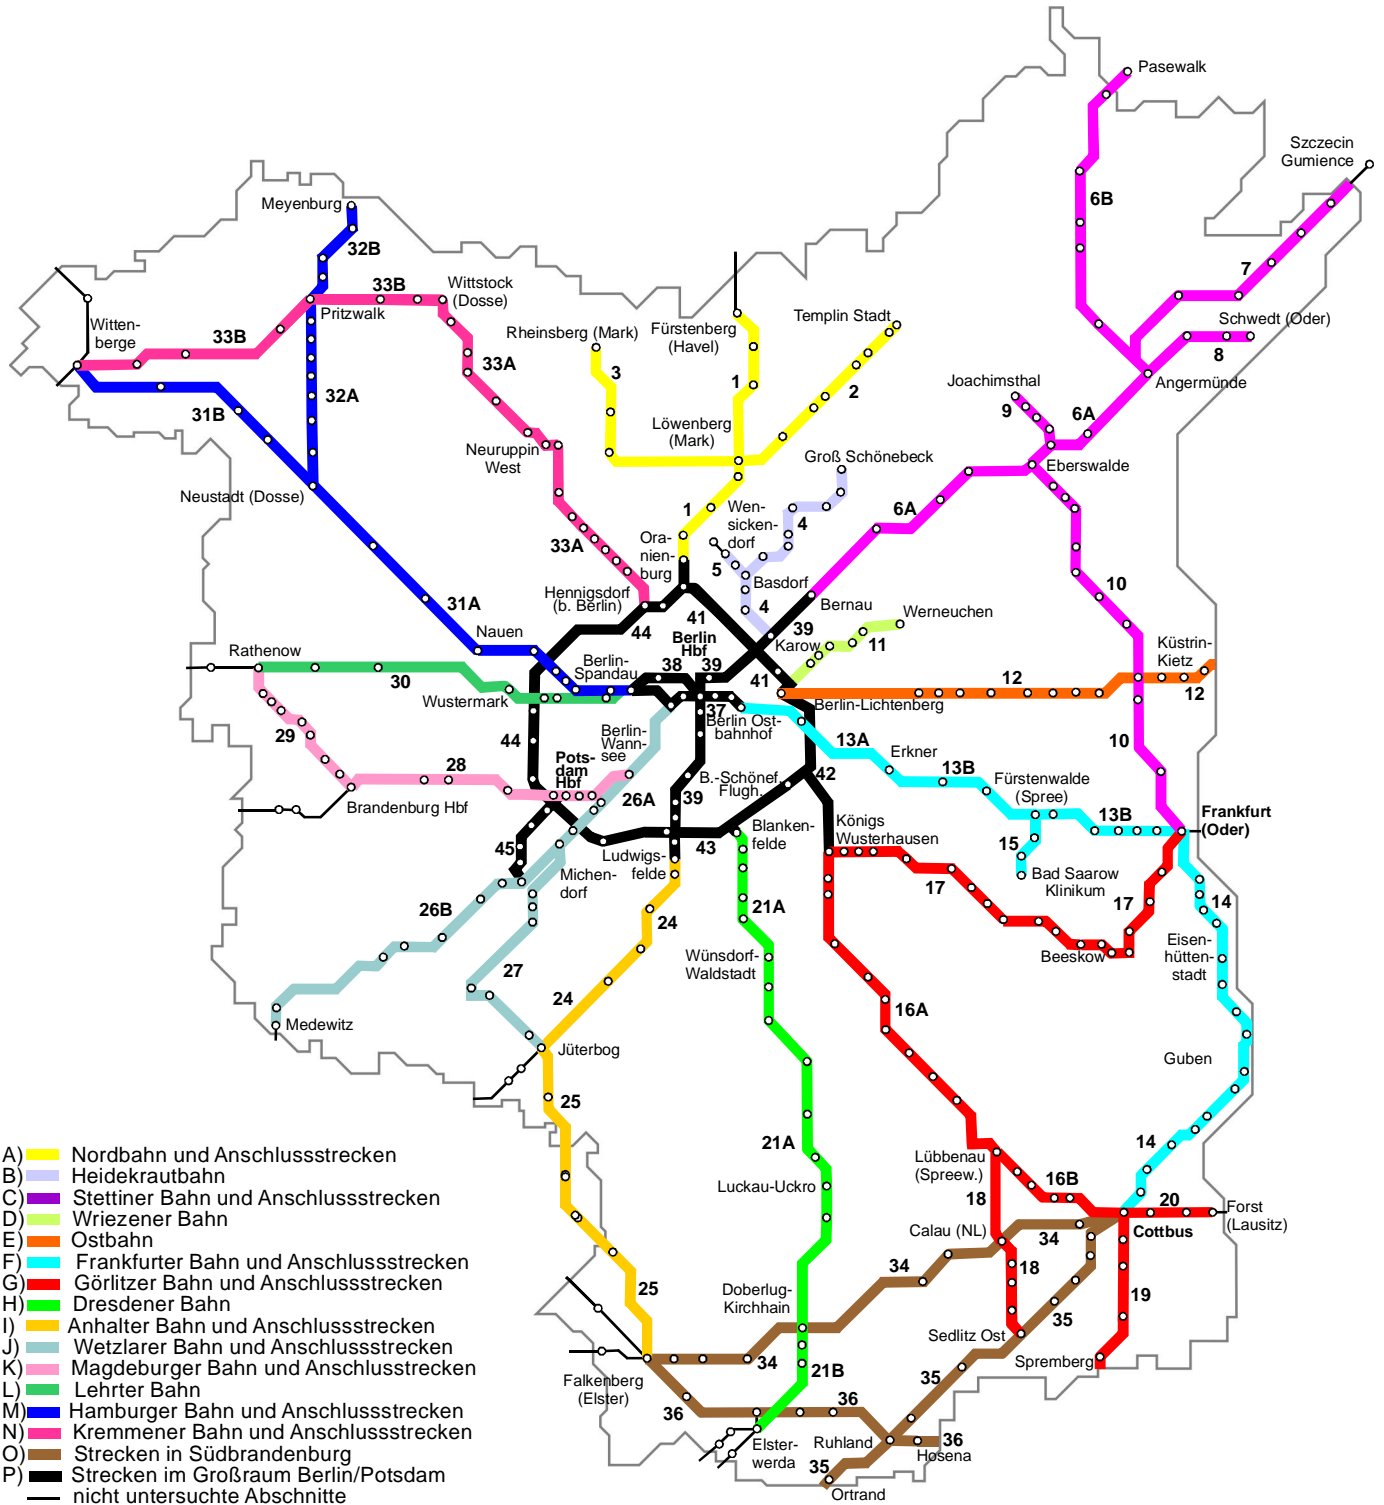 Pasewalk
Szczecin
Gumience
6B
Meyenburg
32B
7
33B
Wittstock
(Dosse)
Pritzwalk
Witten-
berge
33B
Rheinsberg (Mark)
Fürstenberg
(Havel)
Templin Stadt
Schwedt (Oder)
8
33A
3
1
2
Joachimsthal
9
Angermünde
31B
32A
6A
Löwenberg
(Mark)
Neuruppin
West
Groß Schönebeck
Eberswalde
Neustadt (Dosse)
1
Wen-
sicken-
dorf
4
6A
33A
Ora-
nien-
burg
5
Basdorf
10
Hennigsdorf
(b. Berlin)
31A
41
4
Bernau
Werneuchen
44
39
Nauen
Berlin
Hbf
Karow
11
Küstrin-
Kietz
Rathenow
Berlin-
Spandau
38
39
41
30
12
12
Wustermark
37
Berlin-Lichtenberg
Berlin Ost-
bahnhof
29
44
Berlin-
Wann-
see
13A
Erkner
10
28
Pots-
dam
Hbf
26A
B.-Schönef.
Flugh.
42
13B
Fürstenwalde
(Spree)
Brandenburg Hbf
39
13B
Frankfurt
(Oder)
45
Ludwigs-
felde
43
Blanken-
felde
Königs
Wusterhausen
15
Michen-
dorf
Bad Saarow
Klinikum
17
17
14
26B
24
21A
Eisen-
hütten-
stadt
Beeskow
27
Wünsdorf-
Waldstadt
24
16A
Medewitz
Jüterbog
Guben
25
21A
14
A) Nordbahn und Anschlussstrecken
B) Heidekrautbahn
C) Stettiner Bahn und Anschlussstrecken
D) Wriezener Bahn
E) Ostbahn
F) Frankfurter Bahn und Anschlussstrecken
G) Görlitzer Bahn und Anschlussstrecken
H) Dresdener Bahn
I) Anhalter Bahn und Anschlussstrecken
J) Wetzlarer Bahn und Anschlussstrecken
K) Magdeburger Bahn und Anschlusstrecken
L) Lehrter Bahn
M) Hamburger Bahn und Anschlussstrecken
N) Kremmener Bahn und Anschlussstrecken
O) Strecken in Südbrandenburg
P) Strecken im Großraum Berlin/Potsdam
nicht untersuchte Abschnitte
Lübbenau
(Spreew.)
16B
Luckau-Uckro
18
20
Forst
(Lausitz)
Calau (NL)
34
Cottbus
34
18
25
Doberlug-
Kirchhain
35
19
Sedlitz Ost
34
Spremberg
21B
35
Falkenberg
(Elster)
36
36
Elster-
werda
Ruhland
36
Hosena
35
Ortrand